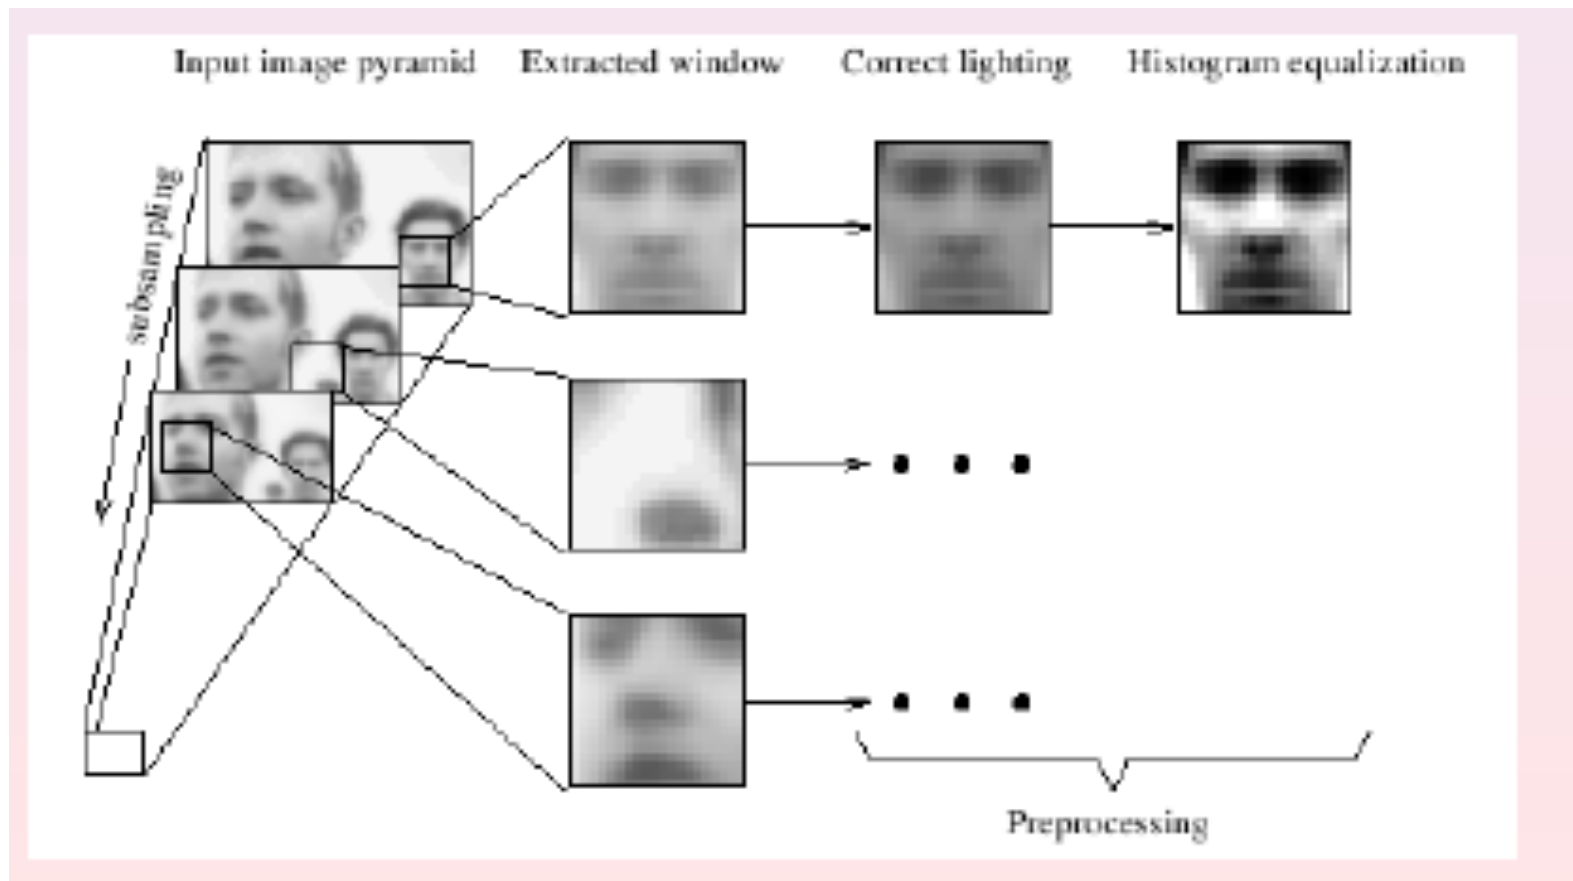 Input image pyramid
Extracted window
Correct lighting
Histogram equalization
subsampling
Preprocessing